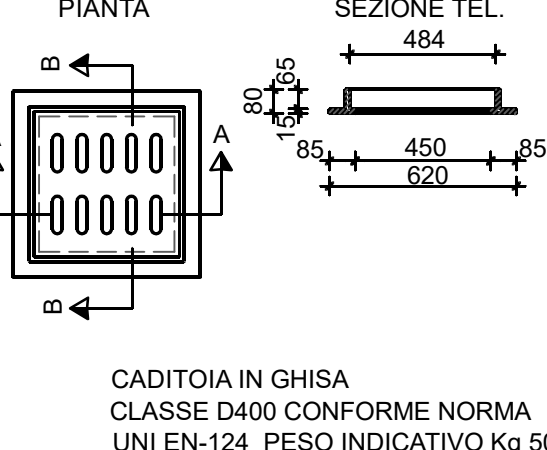 PIANTA
SEZIONE TEL.
B
484
80
65
15
A
85
450
85
620
B
CADITOIA IN GHISA
CLASSE D400 CONFORME NORMA
UNI EN-124 PESO INDICATIVO Kg 50